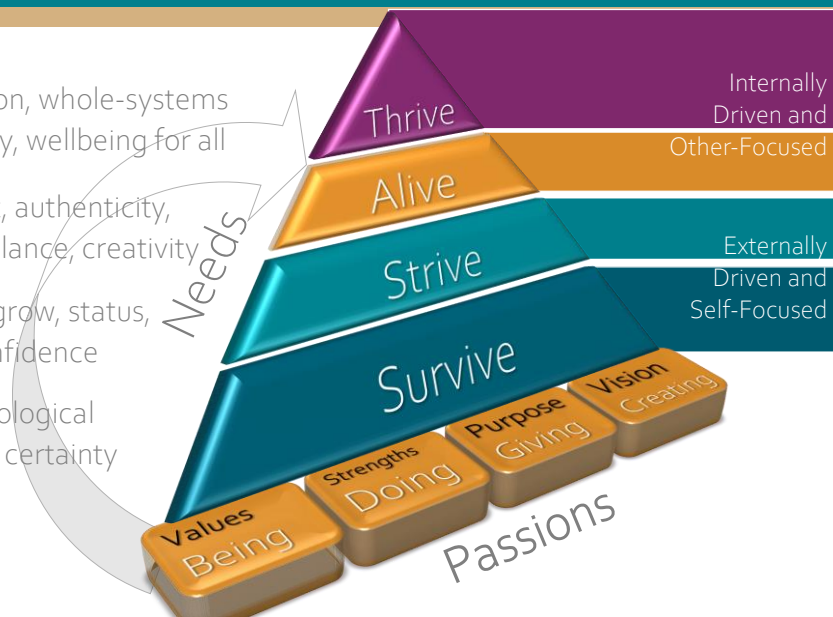 on, whole-systems
y, wellbeing for all
, authenticity,
lance, creativity
grow, status,
nfidence
ological
certainty
Needs
Thrive
Alive
Strive
Survive
Internally
Driven and
Other-Focused
Externally
Driven and
Self-Focused
Values
Being
Strengths
Doing
Purpose
Giving
Vision
Creating
Passions